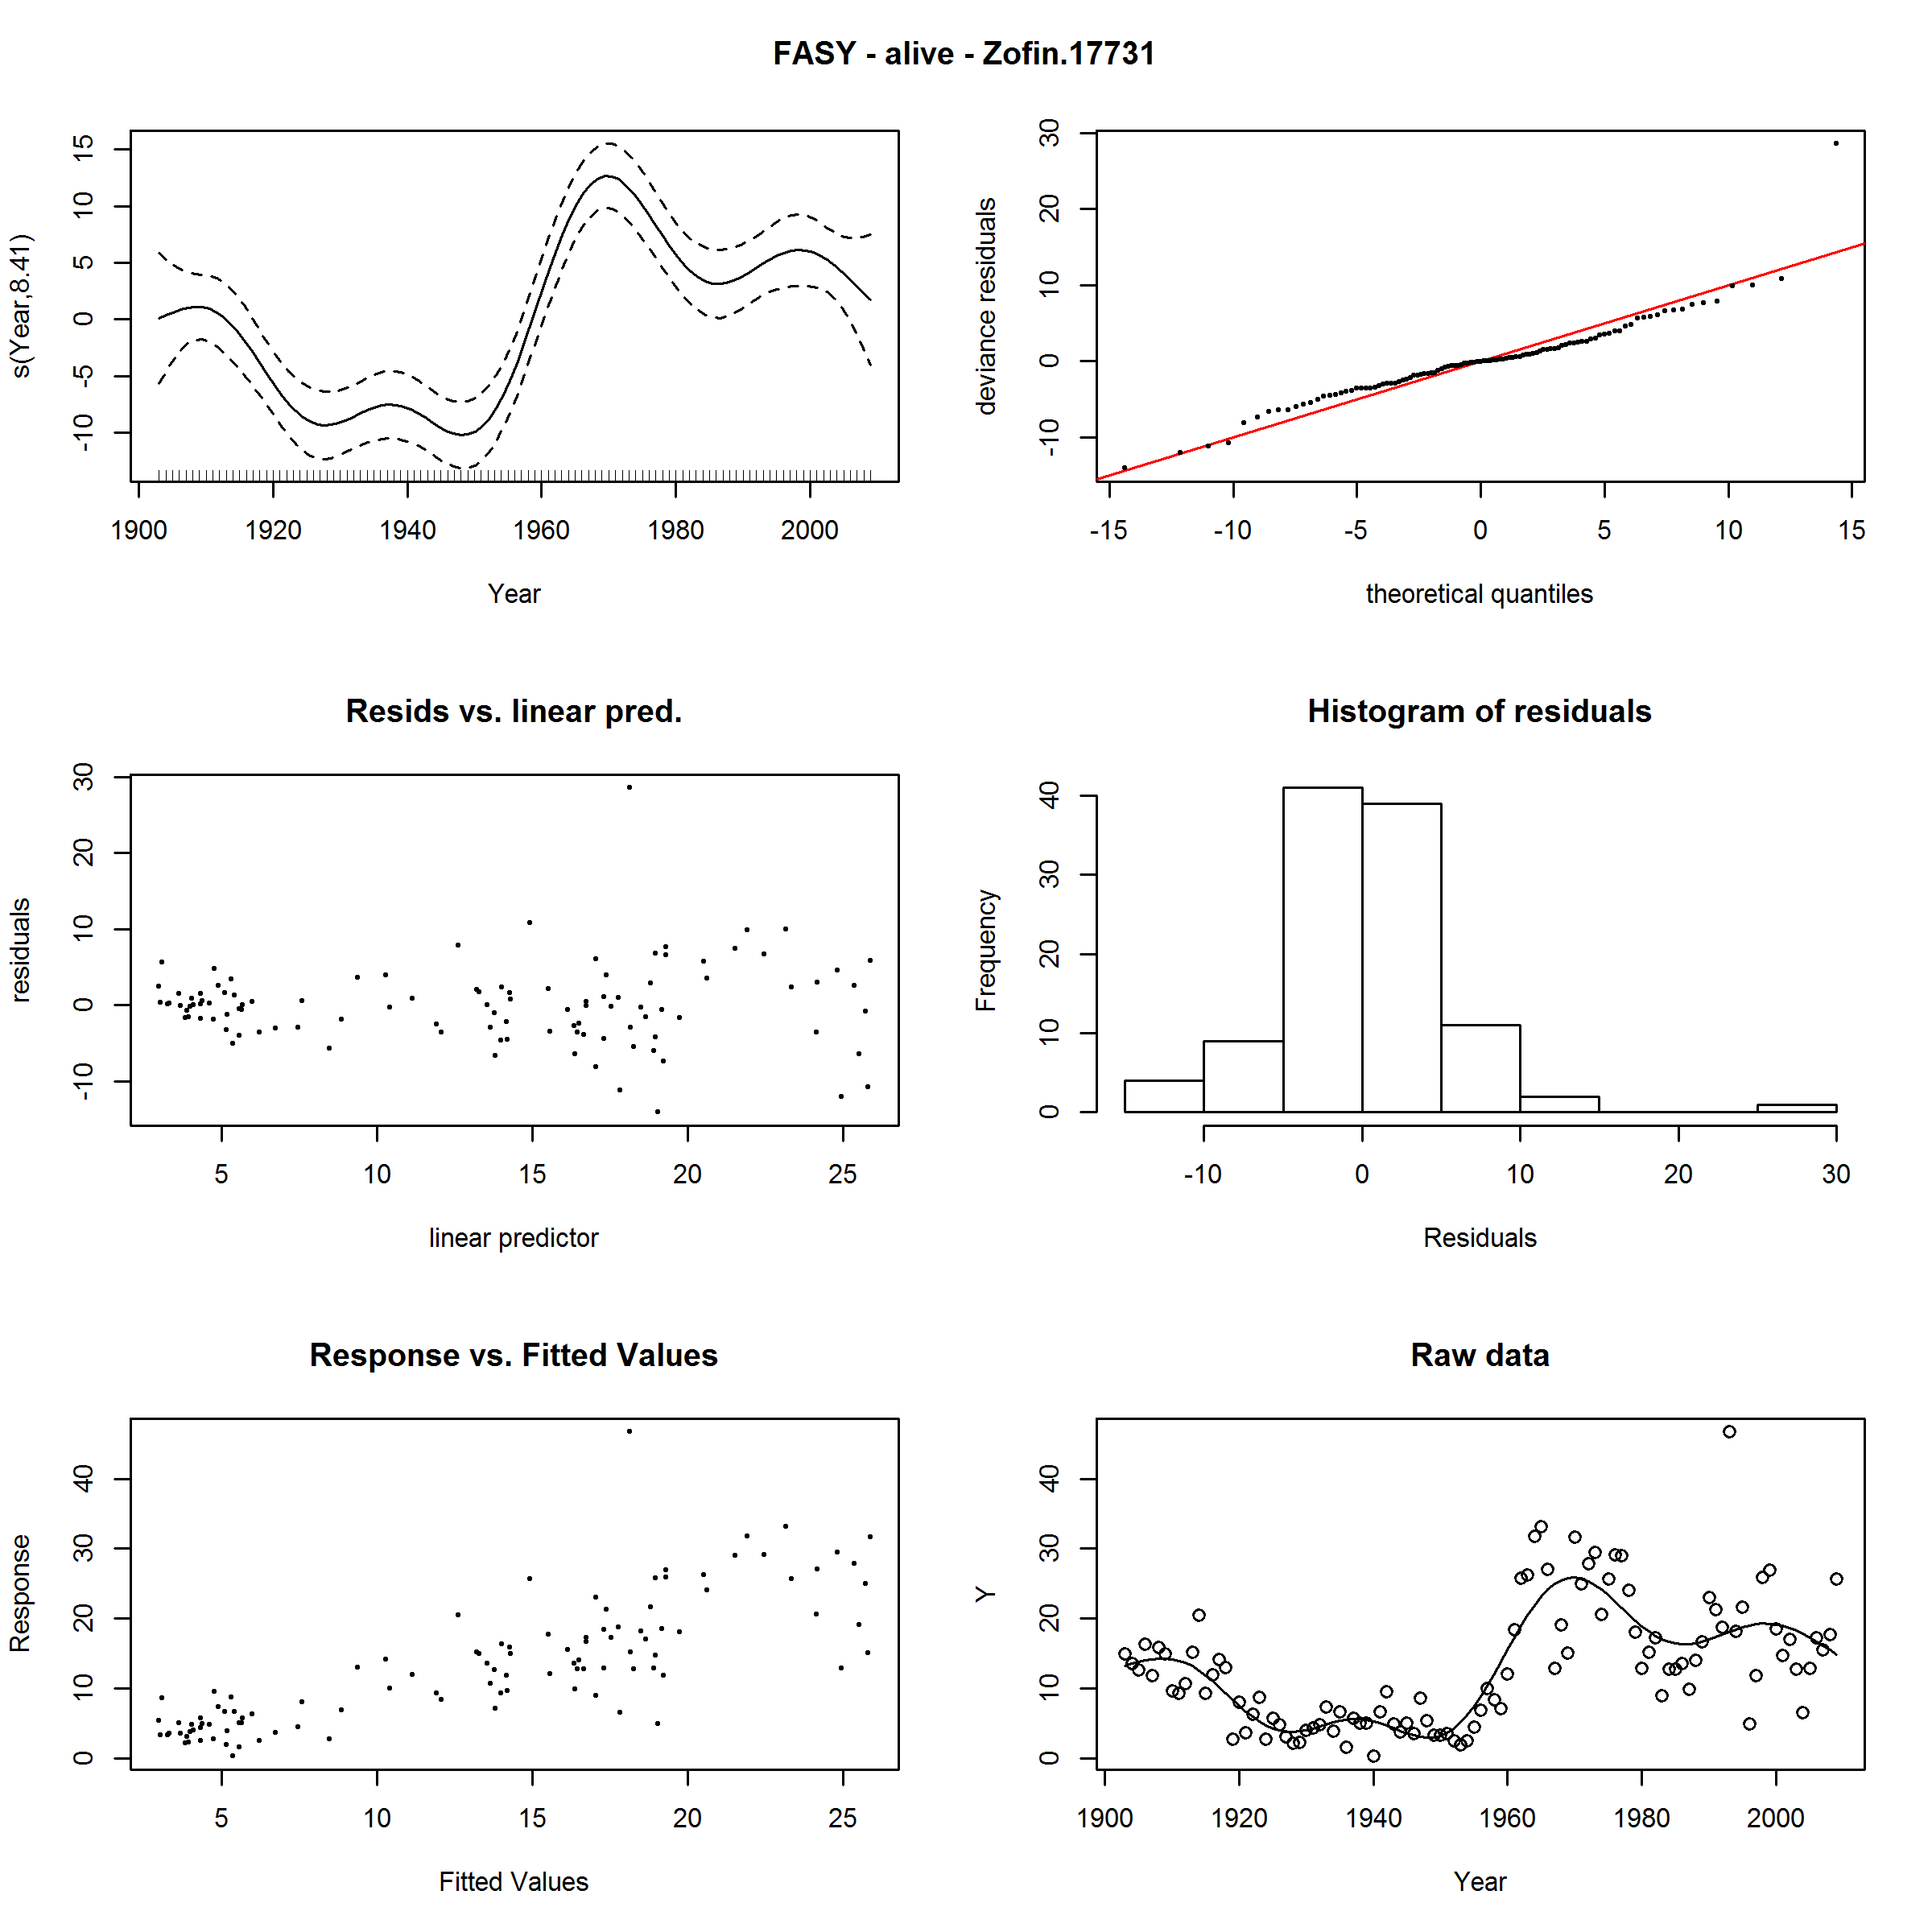 FASY - alive - Zofin.17731
s(Year,8.41)
15
10
5
0
-5
-10
1900 1920 1940 1960 1980 2000
Year
deviance residuals
30
20
10
0
-10
-15 -10 -5 0 5 10 15
theoretical quantiles
Resids vs. linear pred.
residuals
30
20
10
0
-10
5 10 15 20 25
linear predictor
Histogram of residuals
Frequency
40
30
20
10
0
-10 0 10 20 30
Residuals
Response vs. Fitted Values
Response
40
30
20
10
0
5 10 15 20 25
Fitted Values
Raw data
Y
40
30
20
10
0
1900 1920 1940 1960 1980 2000
Year